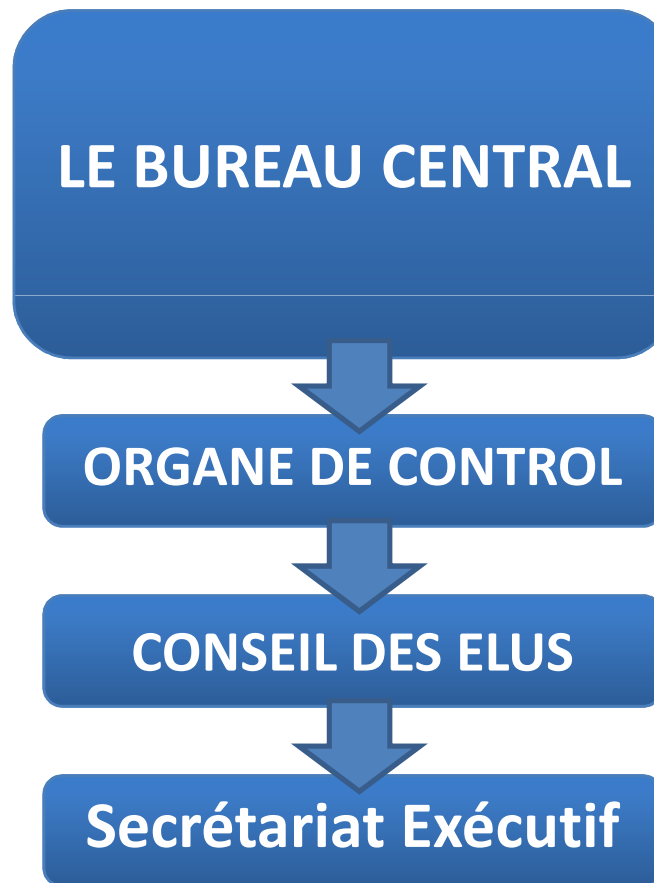 LE BUREAU CENTRAL
ORGANE DE CONTROL
CONSEIL DES ELUS
Secrétariat Exécutif